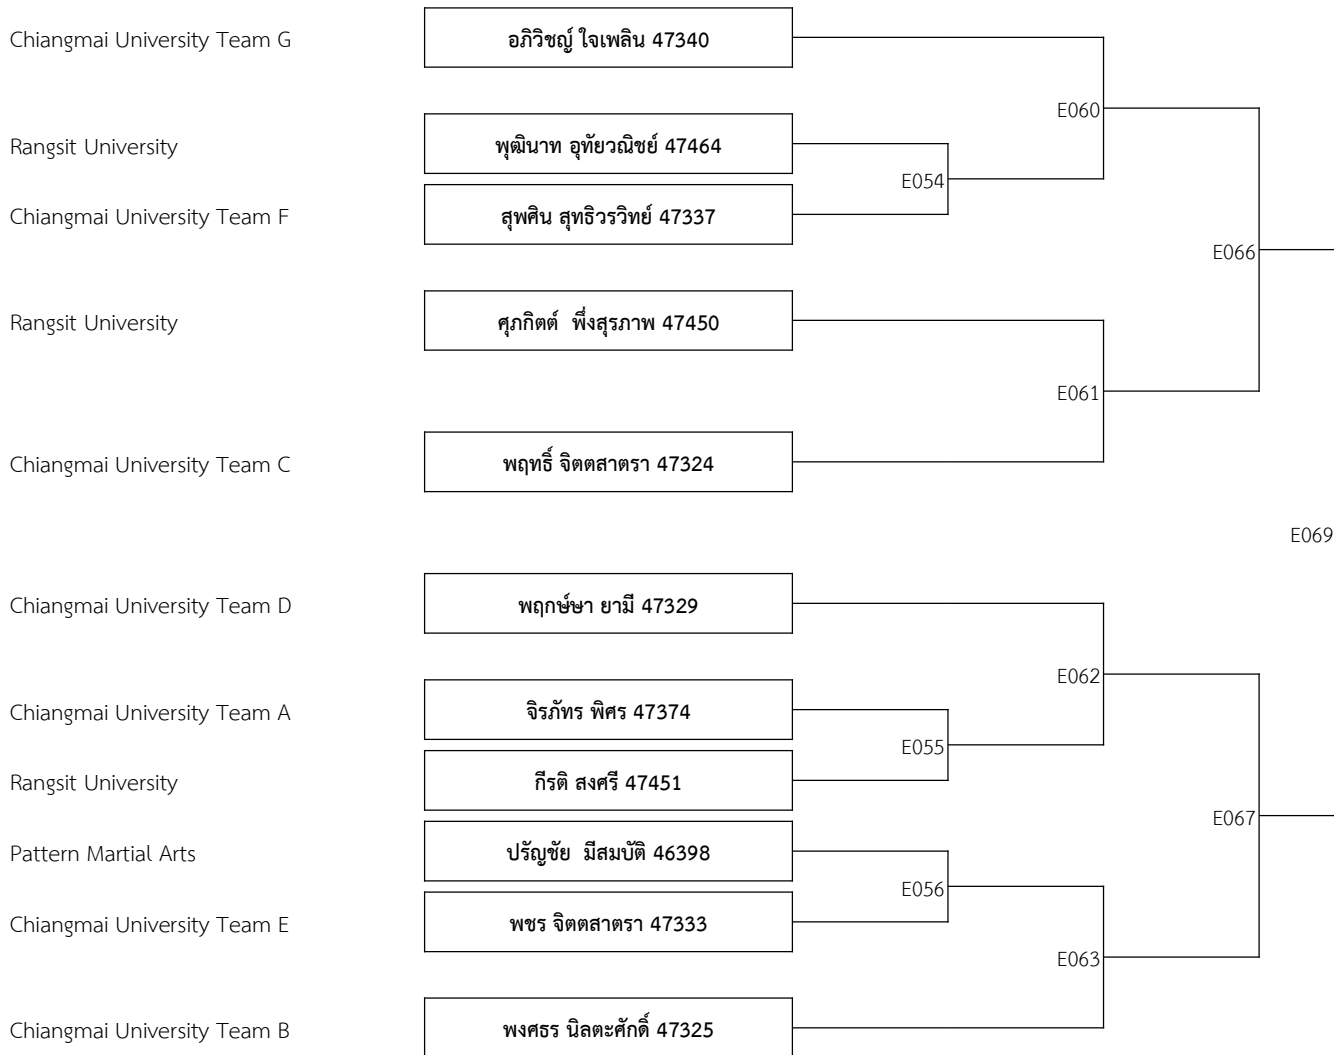 Chiangmai University Team G อภิวิชญ์ ใจเพลิน 47340
E060
Rangsit University พุฒินาท อุทัยวณิชย์ 47464
E054
Chiangmai University Team F สุพศิน สุทธิวรวิทย์ 47337
E066
Rangsit University ศุภกิตต์  พึ่งสุรภาพ 47450
E061
Chiangmai University Team C พฤทธิ์ จิตตสาตรา 47324
E069
Chiangmai University Team D พฤกษ์ษา ยามี 47329
E062
Chiangmai University Team A จิรภัทร พิศร 47374
E055
Rangsit University กีรติ สงศรี 47451
E067
Pattern Martial Arts ปรัญชัย  มีสมบัติ 46398
E056
Chiangmai University Team E พชร จิตตสาตรา 47333
E063
Chiangmai University Team B พงศธร นิลตะศักดิ์ 47325